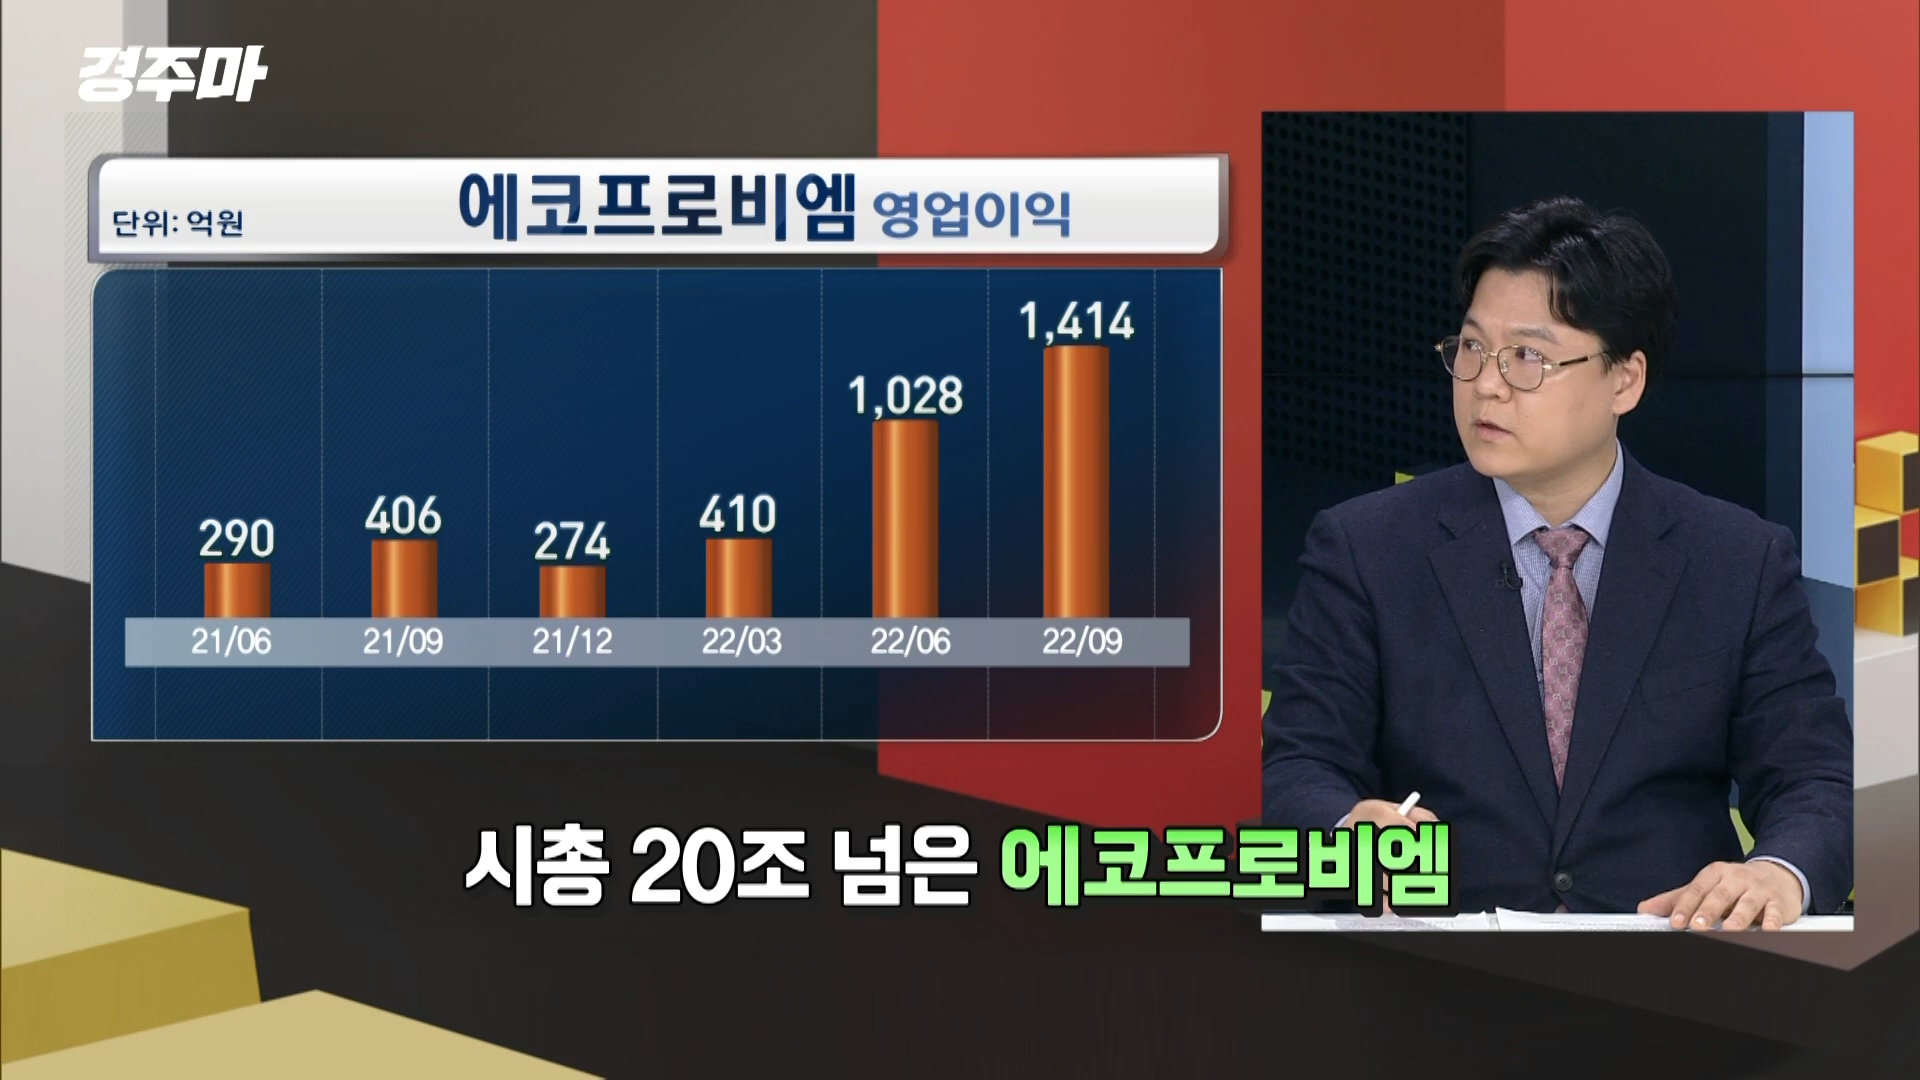 경주마
단위: 억원
에코프로비엠 영업이익
290 406 274 410 1,028 1,414
21/06 21/09 21/12 22/03 22/06 22/09
시총 20조 넘은 에코프로비엠